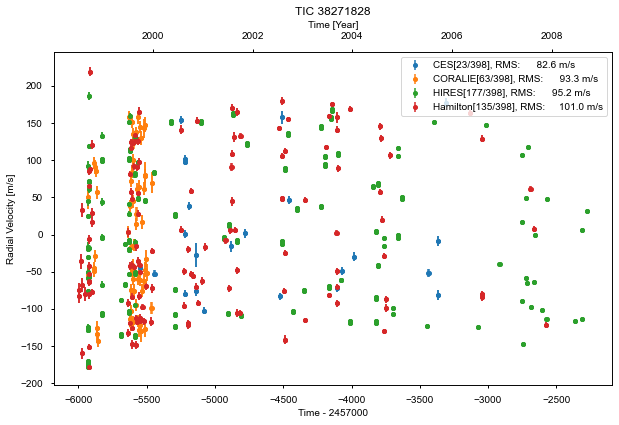 TIC 38271828
Time [Year]
2000 2002 2004 2006 2008
CES[23/398], RMS: 82.6 m/s
CORALIE[63/398], RMS: 93.3 m/s
HIRES[177/398], RMS: 95.2 m/s
Hamilton[135/398], RMS: 101.0 m/s
Radial Velocity [m/s]
200
150
100
50
0
−50
−100
−150
−200
−6000 −5500 −5000 −4500 −4000 −3500 −3000 −2500
Time - 2457000